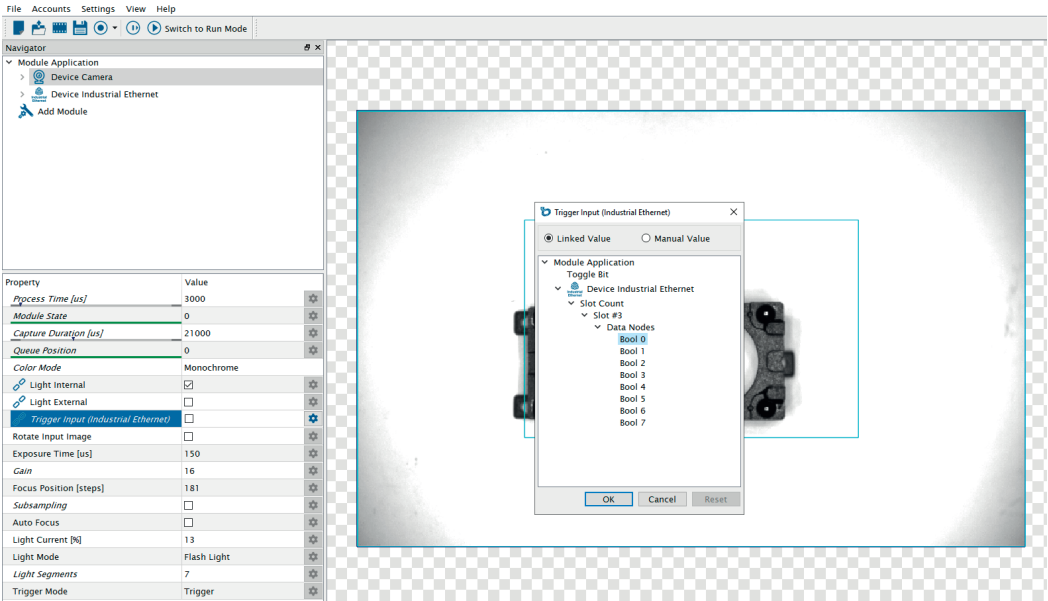 File Accounts Settings View Help
Switch to Run Mode
Navigator
Module Application
Device Camera
Device Industrial Ethernet
Add Module
Property Value
Process Time [us] 3000
Module State 0
Capture Duration [us] 21000
Queue Position 0
Color Mode Monochrome
Light Internal
Light External
Trigger Input (Industrial Ethernet)
Rotate Input Image
Exposure Time [us] 150
Gain 16
Focus Position [steps] 181
Subsampling
Auto Focus
Light Current [%] 13
Light Mode Flash Light
Light Segments 7
Trigger Mode Trigger
Trigger Input (Industrial Ethernet)
Linked Value Manual Value
Module Application
Toggle Bit
Device Industrial Ethernet
Slot Count
Slot #3
Data Nodes
Bool 0
Bool 1
Bool 2
Bool 3
Bool 4
Bool 5
Bool 6
Bool 7
OK Cancel Reset